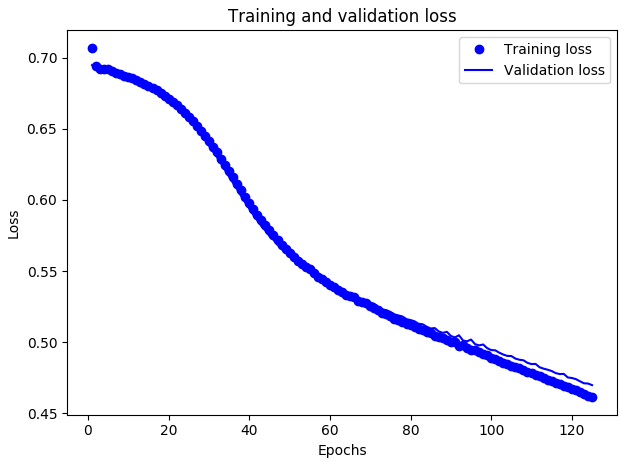 Training and validation loss
Training loss
Validation loss
0.70
0.65
0.60
0.55
0.50
0.45
Loss
0
20
40
60
80
100
120
Epochs